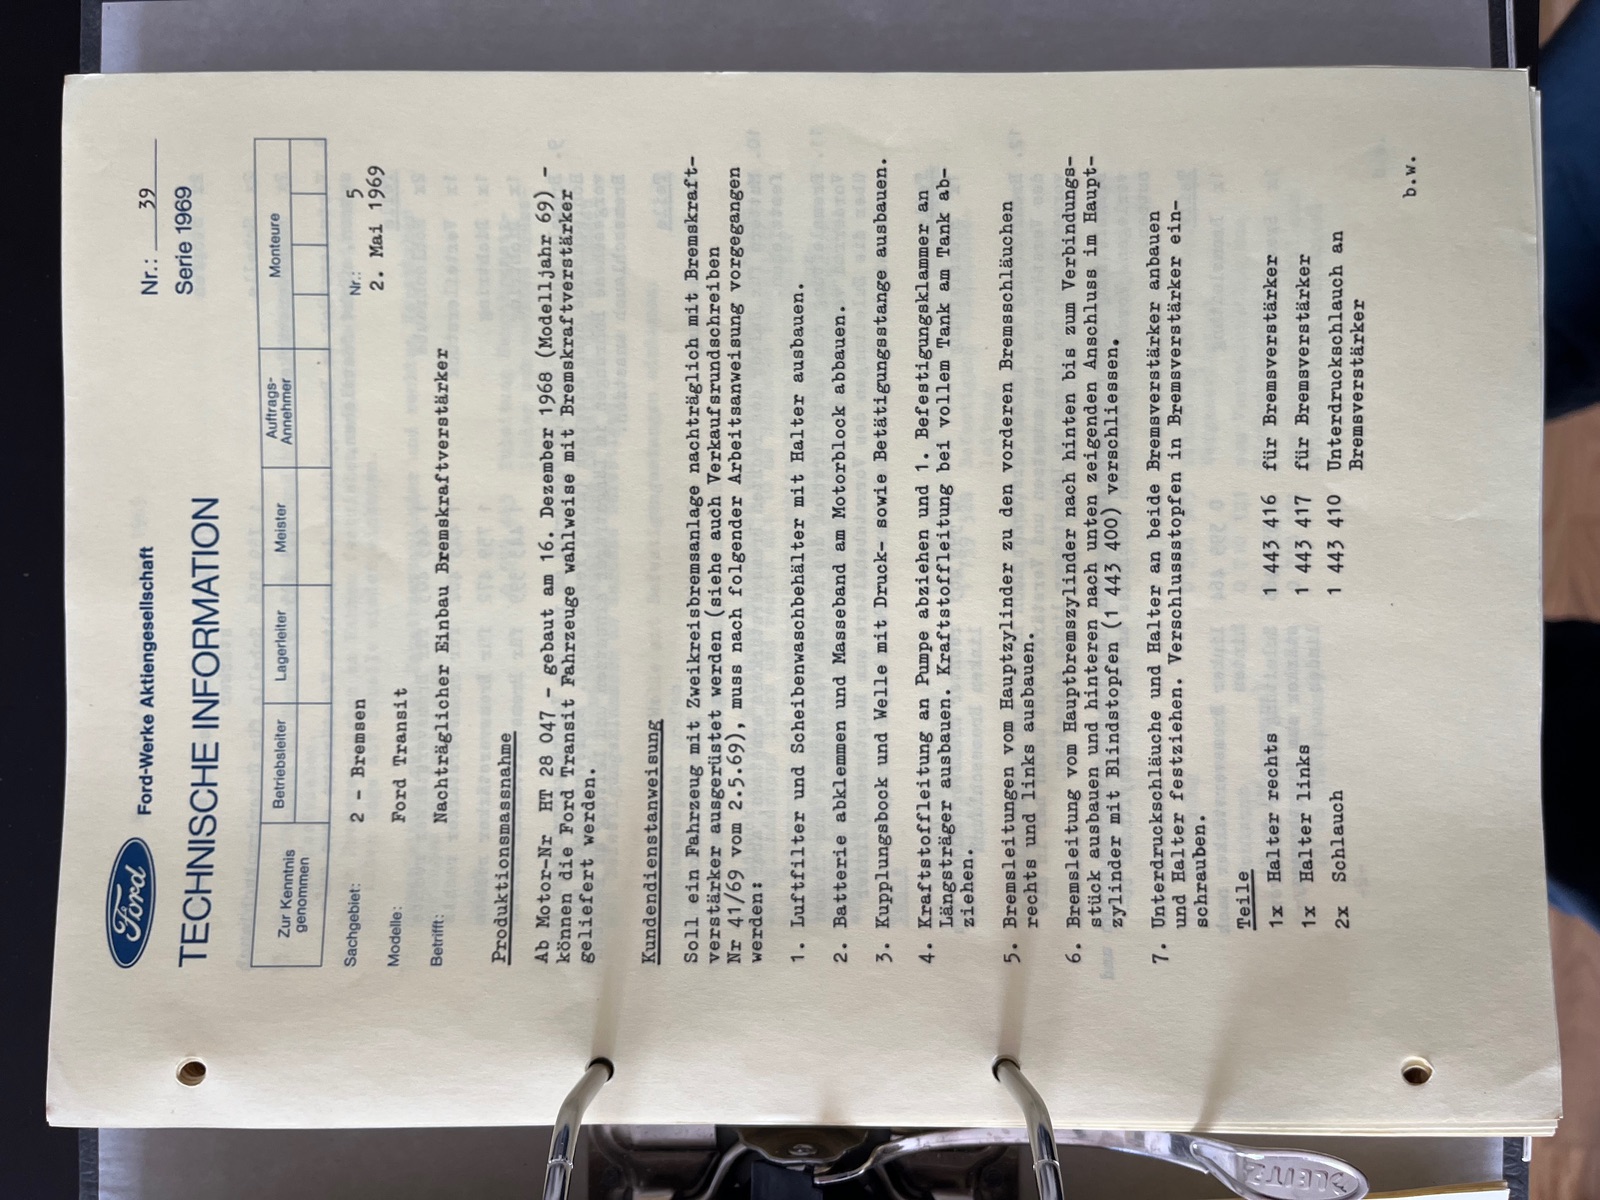 Ford
Ford-Werke Aktiengesellschaft
Nr.: 39
TECHNISCHE INFORMATION
Serie 1969
Zur Kenntnis genommen
Betriebsleiter
Lagerleiter
Meister
Auftrags-Annehmer
Monteure
Sachgebiet: 2 - Bremsen Nr.: 5
2. Mai 1969
Modelle: Ford Transit
Betrifft: Nachträglicher Einbau Bremskraftverstärker
Produktionsmassnahme
Ab Motor-Nr HT 28 047 - gebaut am 16. Dezember 1968 (Modelljahr 69) -
können die Ford Transit Fahrzeuge wahlweise mit Bremskraftverstärker
geliefert werden.
Kundendienstanweisung
Soll ein Fahrzeug mit Zweikreisbremsanlage nachträglich mit Bremskraft-
verstärker ausgerüstet werden (siehe auch Verkaufsrundschreiben
Nr 41/69 vom 2.5.69), muss nach folgender Arbeitsanweisung vorgegangen
werden:
1. Luftfilter und Scheibenwaschbehälter mit Halter ausbauen.
2. Batterie abklemmen und Masseband am Motorblock abbauen.
3. Kupplungsbock und Welle mit Druck- sowie Betätigungsstange ausbauen.
4. Kraftstoffleitung an Pumpe abziehen und 1. Befestigungsklammer an
Längsträger ausbauen. Kraftstoffleitung bei vollem Tank am Tank ab-
ziehen.
5. Bremsleitungen vom Hauptzylinder zu den vorderen Bremsschläuchen
rechts und links ausbauen.
6. Bremsleitung vom Hauptbremszylinder nach hinten bis zum Verbindungs-
stück ausbauen und hinteren nach unten zeigenden Anschluss im Haupt-
zylinder mit Blindstopfen (1 443 400) verschliessen.
7. Unterdruckschläuche und Halter an beide Bremsverstärker anbauen
und Halter festziehen. Verschlussstopfen in Bremsverstärker ein-
schrauben.
Teile
1x Halter rechts 1 443 416 für Bremsverstärker
1x Halter links 1 443 417 für Bremsverstärker
2x Schlauch 1 443 410 Unterdruckschlauch an
Bremsverstärker
b.w.
LEITZ